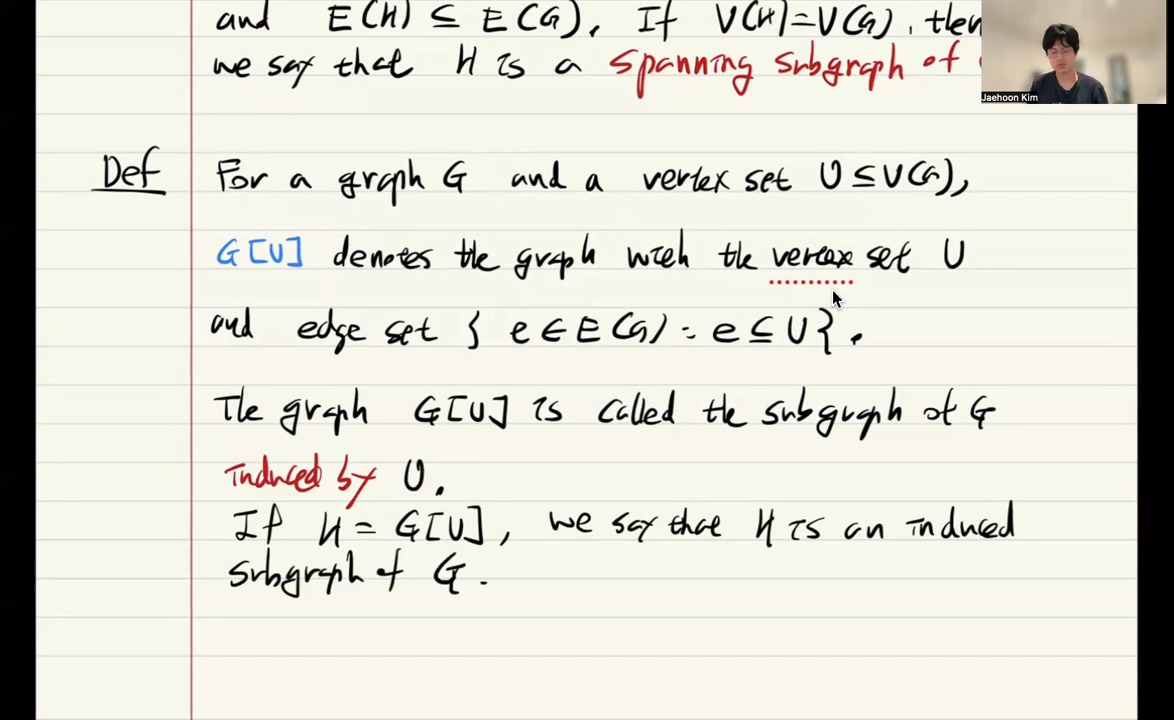 and E(H) ⊆ E(G), If V(H)=V(G), then
we say that H is a spanning subgraph of
Jaehoon Kim
Def For a graph G and a vertex set U⊆V(G),
G[U] denotes the graph with the vertex set U
and edge set { e∈E(G) : e⊆U}.
The graph G[U] is called the subgraph of G
induced by U.
If H = G[U], we say that H is an induced
subgraph of G.